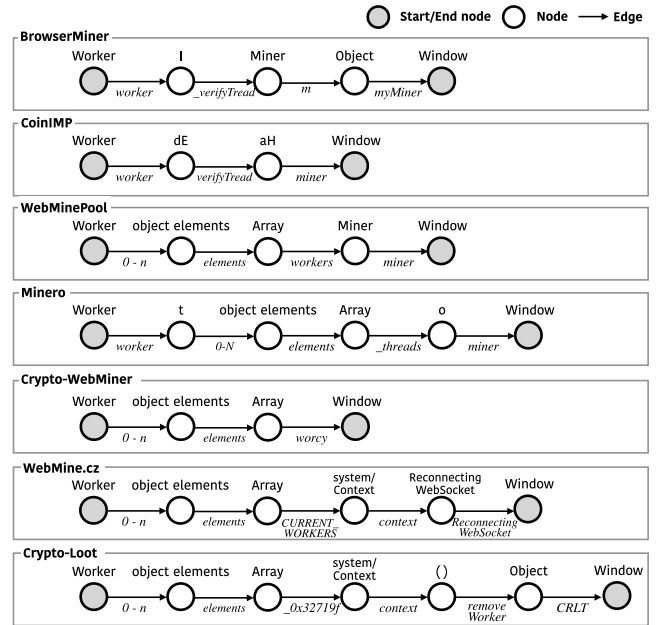 Start/End node Node Edge
BrowserMiner
Worker I Miner Object Window
worker _verifyTread m myMiner
CoinIMP
Worker dE aH Window
worker verifyTread miner
WebMinePool
Worker object elements Array Miner Window
0 - n elements workers miner
Minero
Worker t object elements Array o Window
worker 0-N elements _threads miner
Crypto-WebMiner
Worker object elements Array Window
0 - n elements worcy
WebMine.cz
Worker object elements Array system/ Context Reconnecting WebSocket Window
0 - n elements CURRENT_ WORKERS context Reconnecting WebSocket
Crypto-Loot
Worker object elements Array system/ Context ( ) Object Window
0 - n elements _0x32719f context remove Worker CRLT